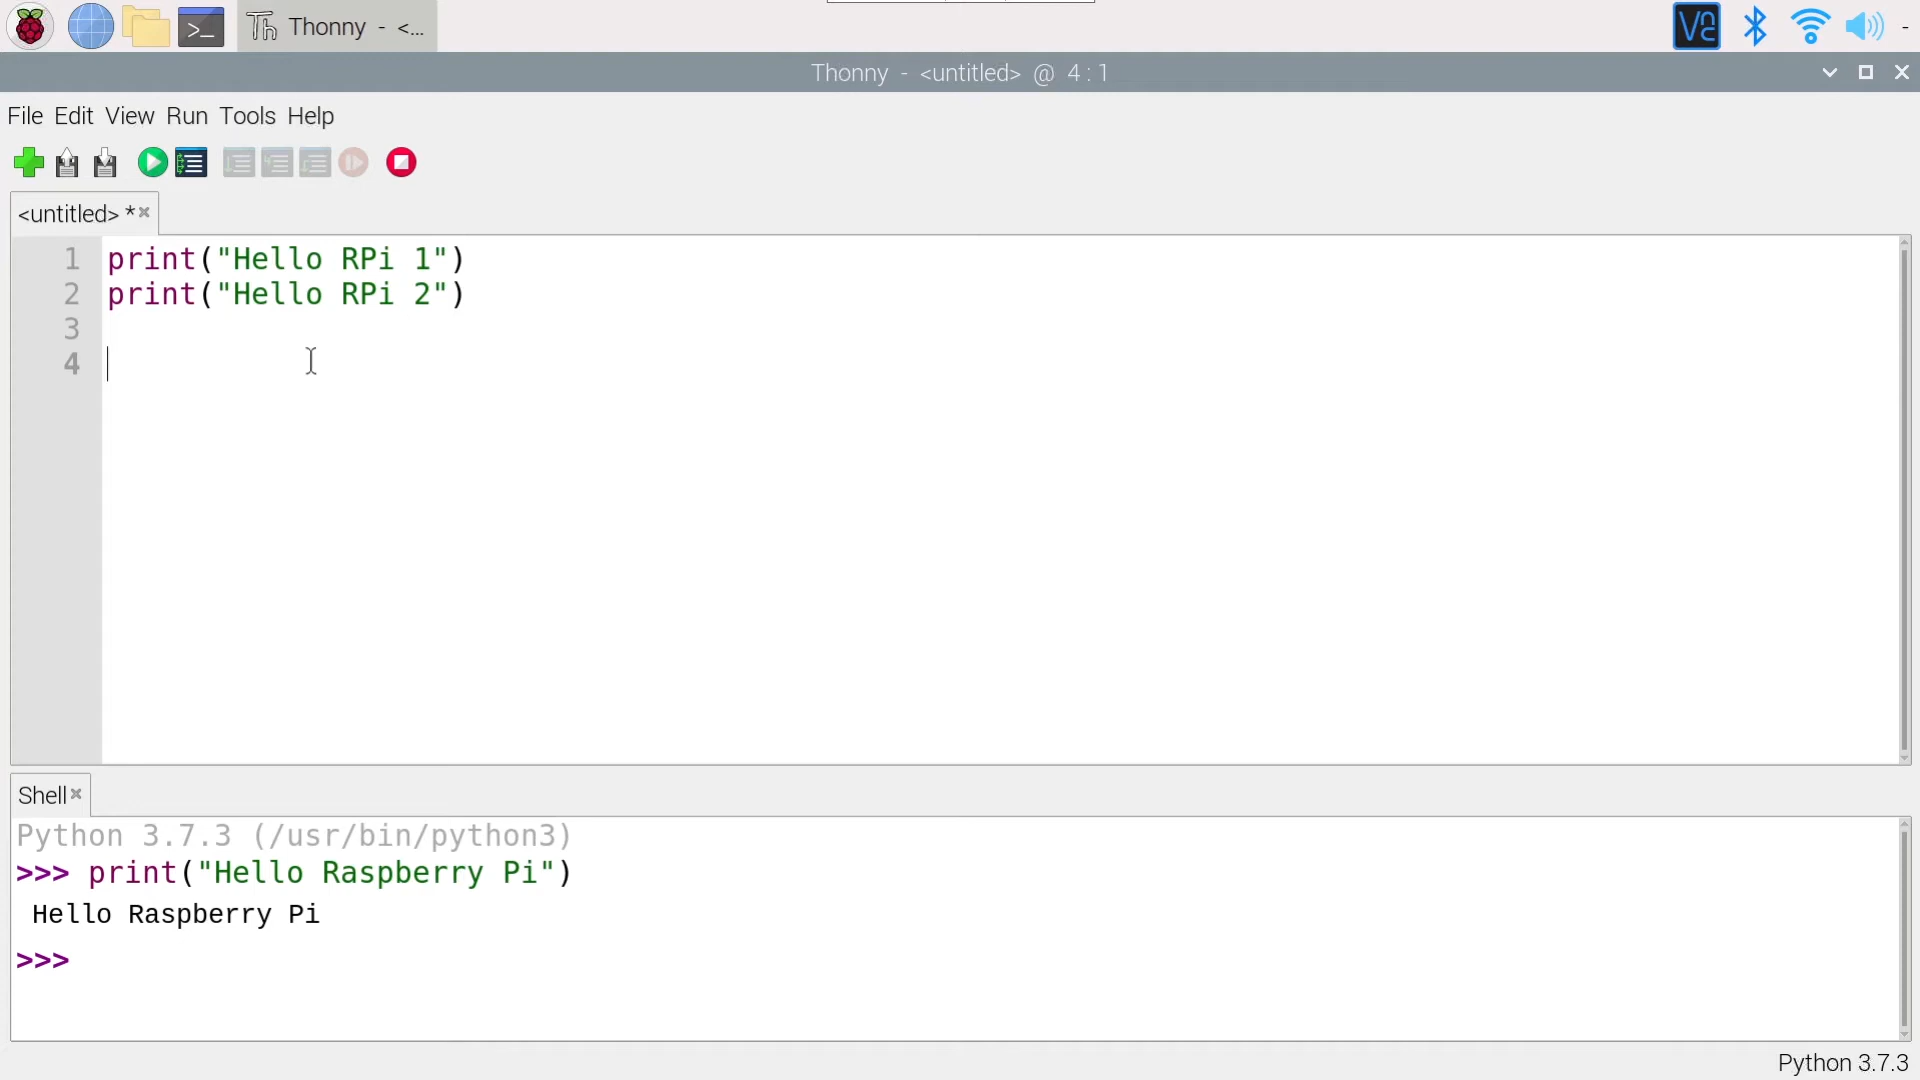 Thonny - <...
Thonny - <untitled> @ 4 : 1
File Edit View Run Tools Help
<untitled> *
1 print("Hello RPi 1")
2 print("Hello RPi 2")
3
4
Shell
Python 3.7.3 (/usr/bin/python3)
>>> print("Hello Raspberry Pi")
Hello Raspberry Pi
>>>
Python 3.7.3